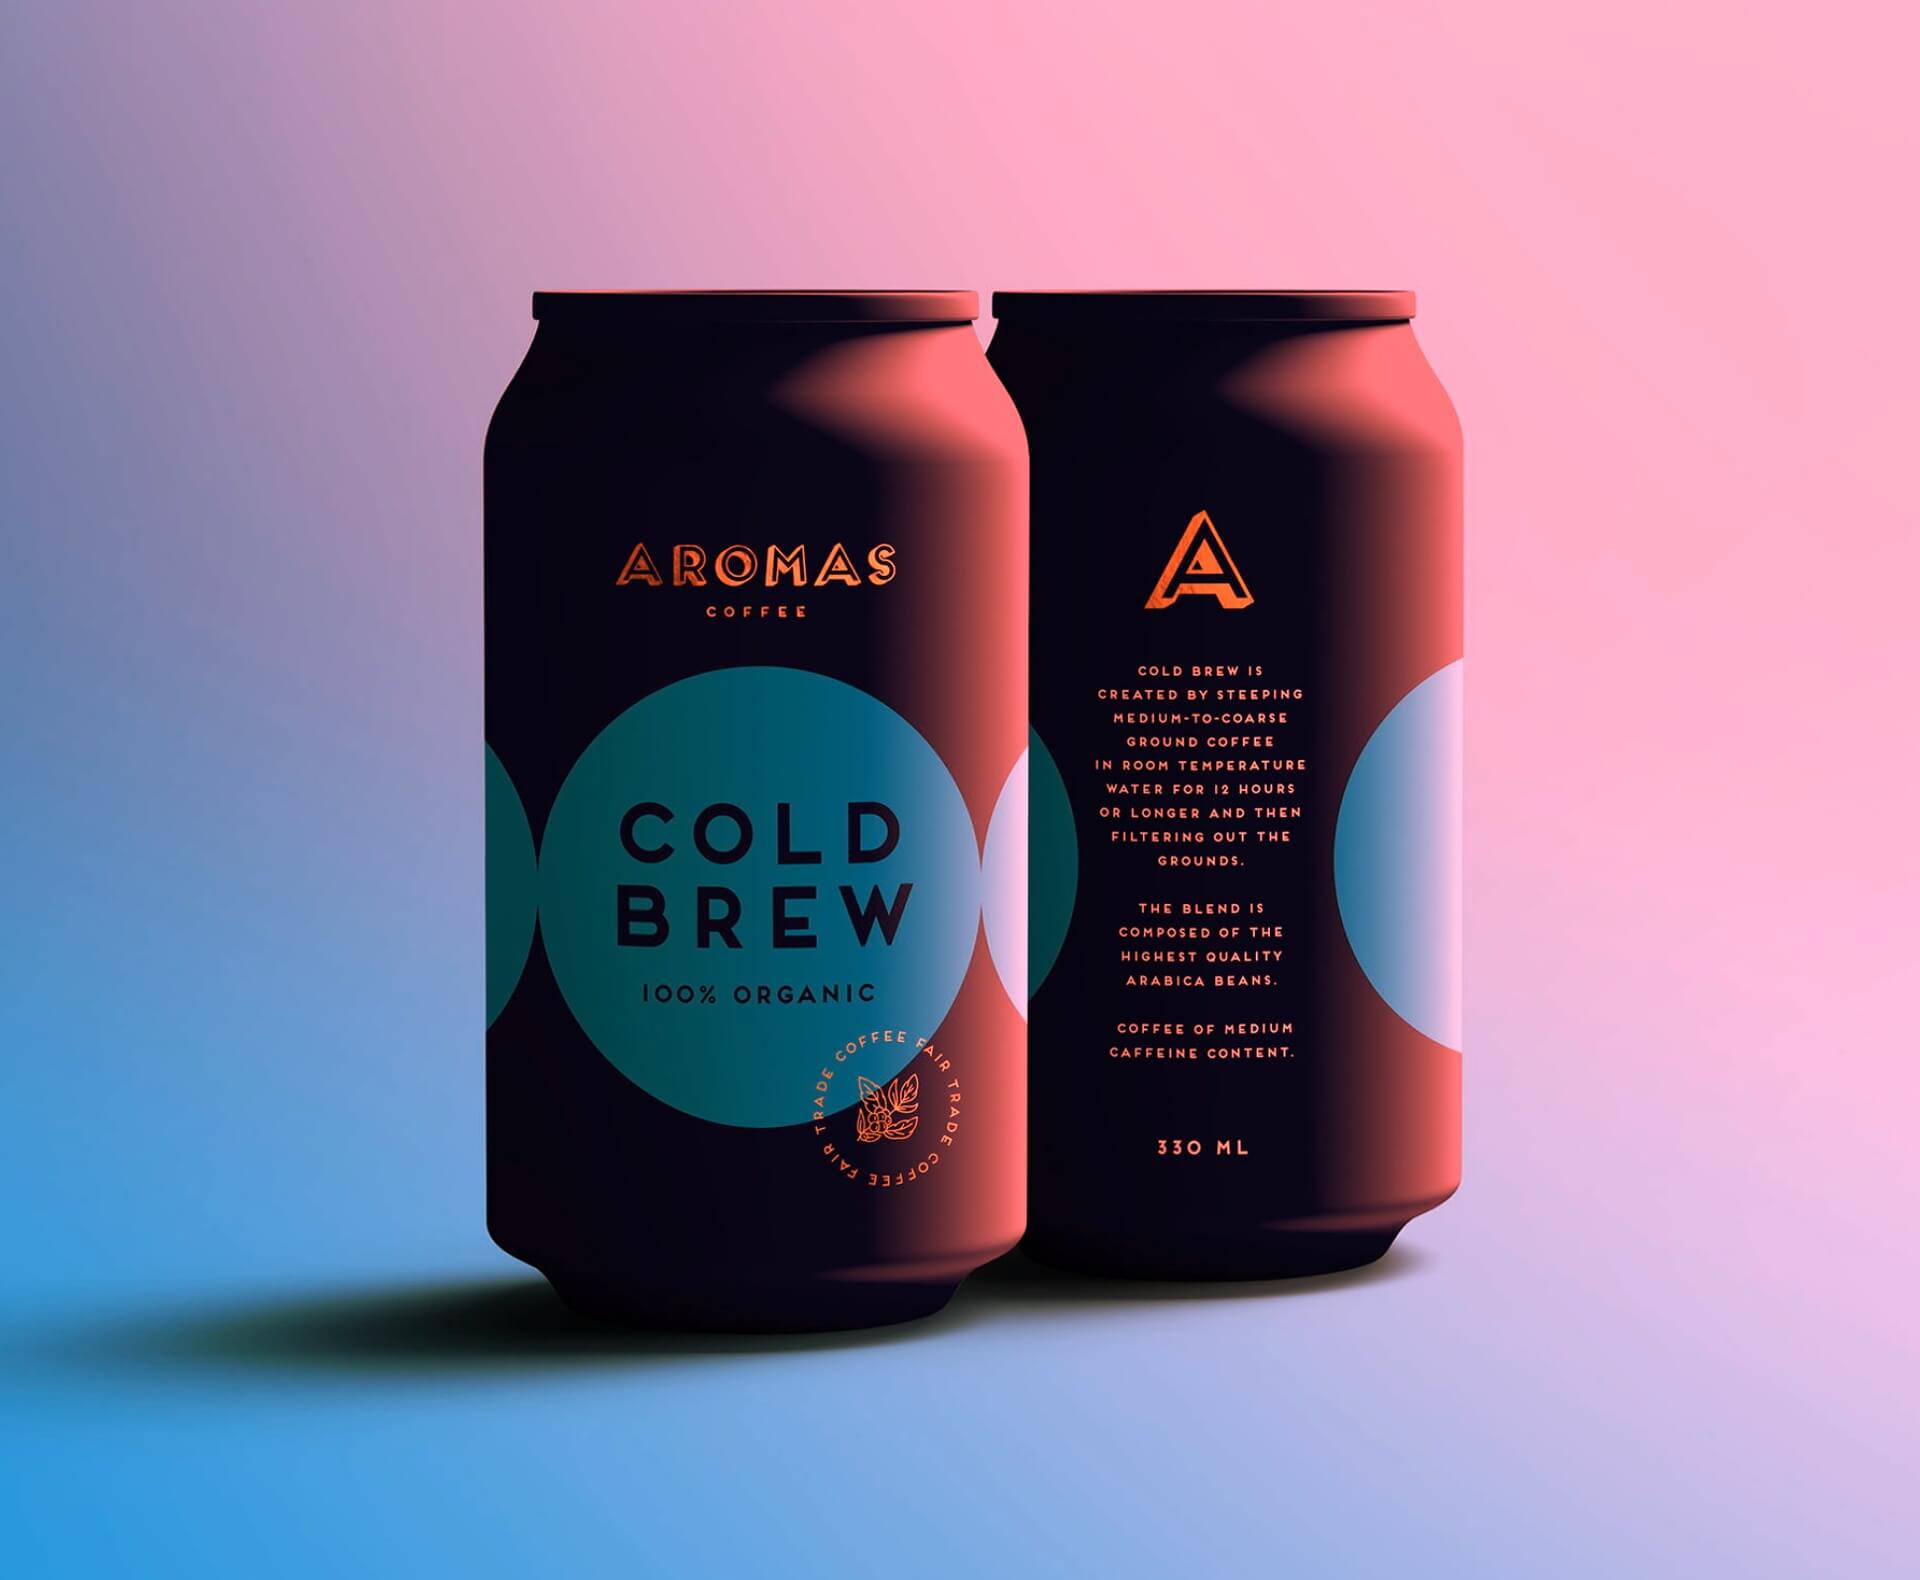 AROMAS
COFFEE
COLD
BREW
100% ORGANIC
COFFEE FAIR TRADE COFFEE FAIR TRADE
A
COLD BREW IS
CREATED BY STEEPING
MEDIUM-TO-COARSE
GROUND COFFEE
IN ROOM TEMPERATURE
WATER FOR 12 HOURS
OR LONGER AND THEN
FILTERING OUT THE
GROUNDS.
THE BLEND IS
COMPOSED OF THE
HIGHEST QUALITY
ARABICA BEANS.
COFFEE OF MEDIUM
CAFFEINE CONTENT.
330 ML